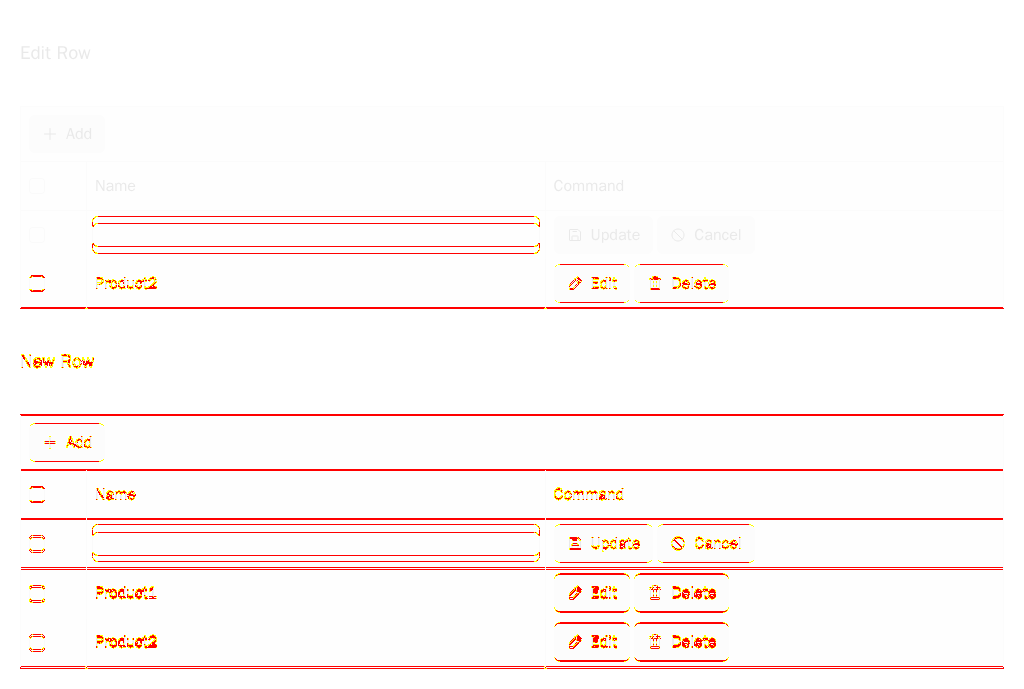 Edit Row
Add
Name Command
Update Cancel
Product2 Edit Delete
New Row
Add
Name Command
Update Cancel
Product1 Edit Delete
Product2 Edit Delete